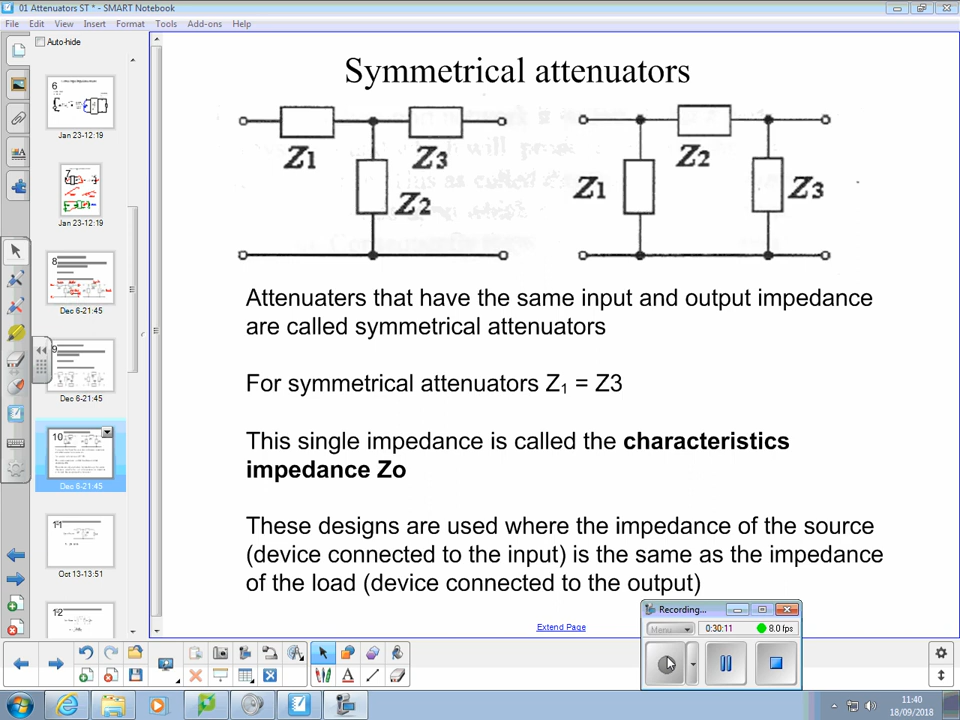 01 Attenuators ST * - SMART Notebook
File Edit View Insert Format Tools Add-ons Help
Auto-hide
6
Jan 23-12:19
7
Jan 23-12:19
8
Dec 6-21:45
9
Dec 6-21:45
10
Dec 6-21:45
11
Oct 13-13:51
12
Symmetrical attenuators
Z1 Z3 Z2
Z2 Z1 Z3
Attenuaters that have the same input and output impedance
are called symmetrical attenuators
For symmetrical attenuators Z1 = Z3
This single impedance is called the characteristics
impedance Zo
These designs are used where the impedance of the source
(device connected to the input) is the same as the impedance
of the load (device connected to the output)
Extend Page
Recording...
Menu 0:30:11 8.0 fps
11:40
18/09/2018